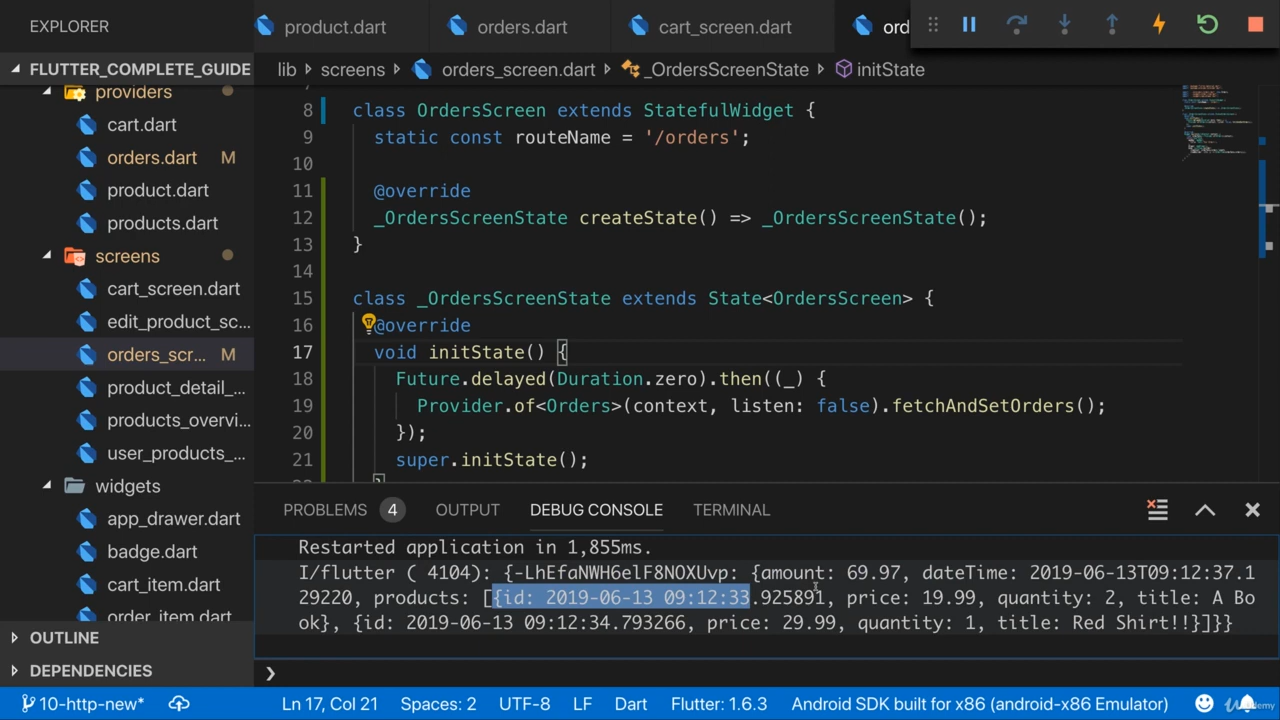 EXPLORER
product.dart
orders.dart
cart_screen.dart
ord
FLUTTER_COMPLETE_GUIDE
lib > screens > orders_screen.dart > _OrdersScreenState > initState
providers
cart.dart
orders.dart M
product.dart
products.dart
screens
cart_screen.dart
edit_product_sc...
orders_scr... M
product_detail_...
products_overvi...
user_products_...
widgets
app_drawer.dart
badge.dart
cart_item.dart
order_item.dart
OUTLINE
DEPENDENCIES
8 class OrdersScreen extends StatefulWidget {
9 static const routeName = '/orders';
10
11 @override
12 _OrdersScreenState createState() => _OrdersScreenState();
13 }
14
15 class _OrdersScreenState extends State<OrdersScreen> {
16 @override
17 void initState() {
18 Future.delayed(Duration.zero).then((_) {
19 Provider.of<Orders>(context, listen: false).fetchAndSetOrders();
20 });
21 super.initState();
}
PROBLEMS 4 OUTPUT DEBUG CONSOLE TERMINAL
Restarted application in 1,855ms.
I/flutter ( 4104): {-LhEfaNWH6elF8NOXUvp: {amount: 69.97, dateTime: 2019-06-13T09:12:37.1
29220, products: [{id: 2019-06-13 09:12:33.925891, price: 19.99, quantity: 2, title: A Bo
ok}, {id: 2019-06-13 09:12:34.793266, price: 29.99, quantity: 1, title: Red Shirt!!}]}}
10-http-new* Ln 17, Col 21 Spaces: 2 UTF-8 LF Dart Flutter: 1.6.3 Android SDK built for x86 (android-x86 Emulator)